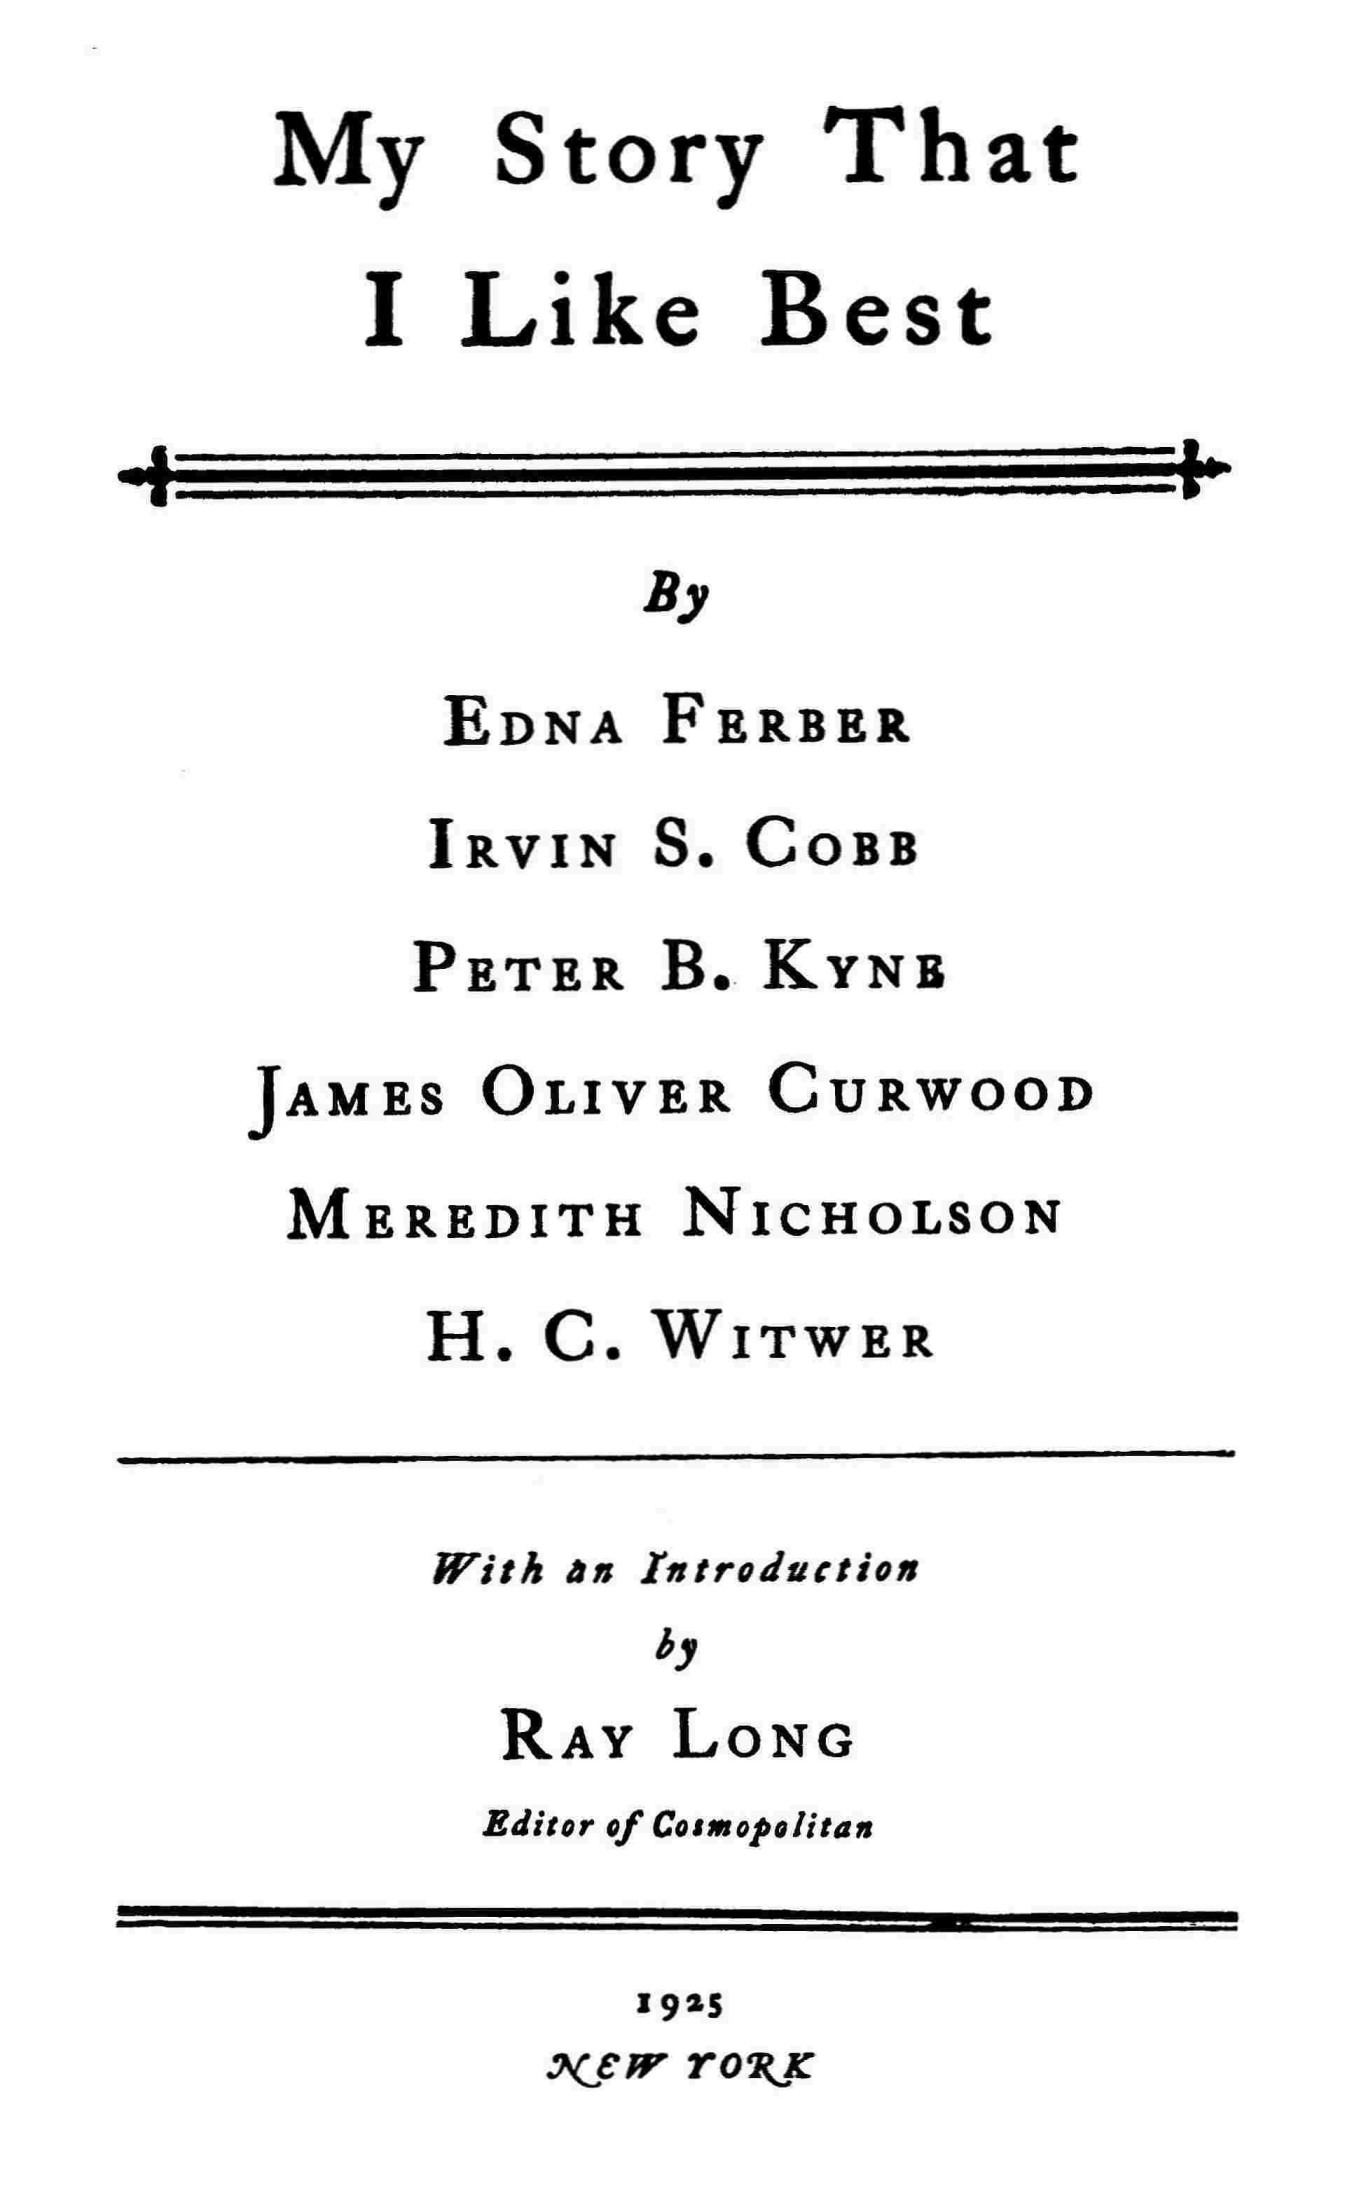 My Story That
I Like Best
By
EDNA FERBER
IRVIN S. COBB
PETER B. KYNE
JAMES OLIVER CURWOOD
MEREDITH NICHOLSON
H. C. WITWER
With an Introduction
by
RAY LONG
Editor of Cosmopolitan
1925
NEW YORK